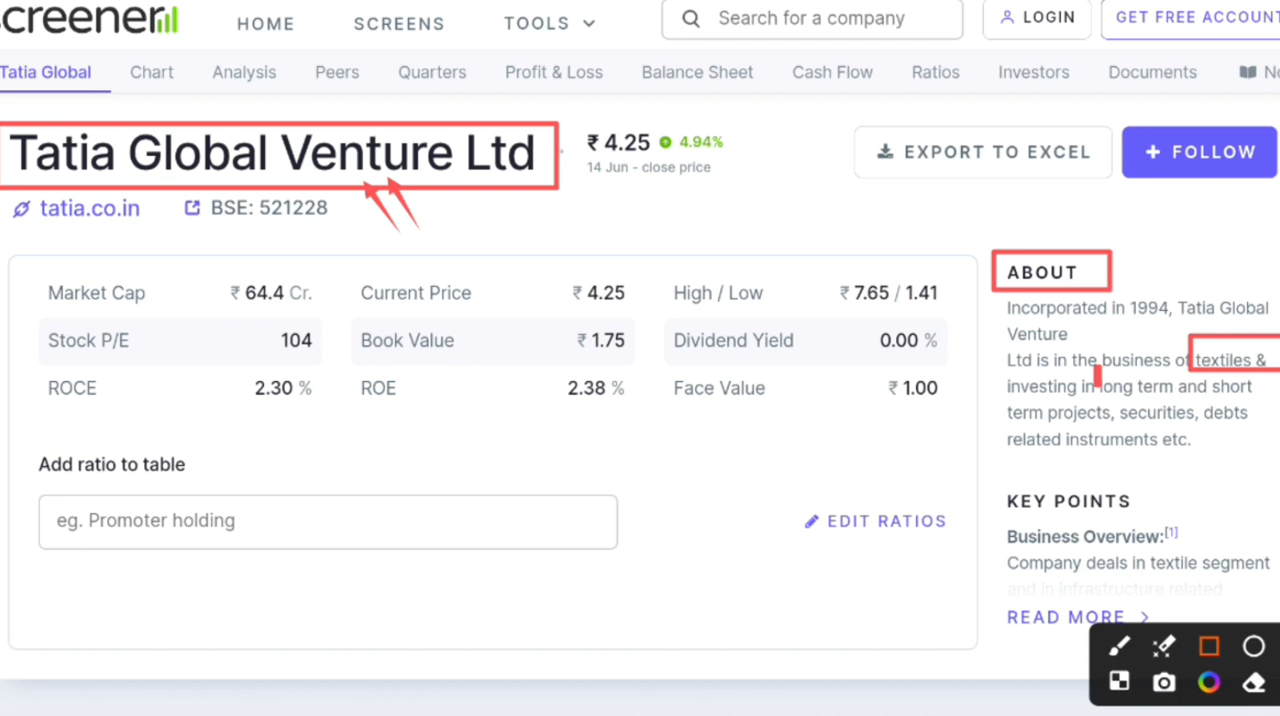 screener
HOME SCREENS TOOLS Search for a company LOGIN GET FREE ACCOUNT
Tatia Global Chart Analysis Peers Quarters Profit & Loss Balance Sheet Cash Flow Ratios Investors Documents
Tatia Global Venture Ltd
₹ 4.25 4.94%
14 Jun - close price
EXPORT TO EXCEL + FOLLOW
tatia.co.in BSE: 521228
Market Cap ₹ 64.4 Cr. Current Price ₹ 4.25 High / Low ₹ 7.65 / 1.41
Stock P/E 104 Book Value ₹ 1.75 Dividend Yield 0.00 %
ROCE 2.30 % ROE 2.38 % Face Value ₹ 1.00
Add ratio to table
eg. Promoter holding
EDIT RATIOS
ABOUT
Incorporated in 1994, Tatia Global
Venture
Ltd is in the business of textiles &
investing in long term and short
term projects, securities, debts
related instruments etc.
KEY POINTS
Business Overview:[1]
Company deals in textile segment
and in infrastructure related
READ MORE